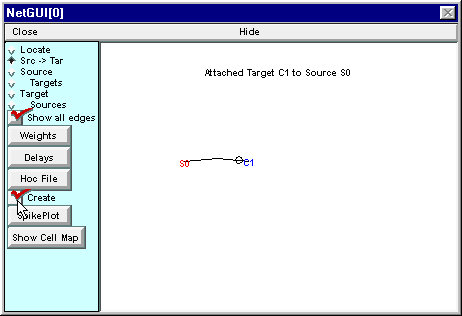 NetGUI[0]
Close Hide
Locate
Src -> Tar
Source
Targets
Target
Sources
Show all edges
Weights
Delays
Hoc File
Create
SpikePlot
Show Cell Map
Attached Target C1 to Source S0
S0 C1